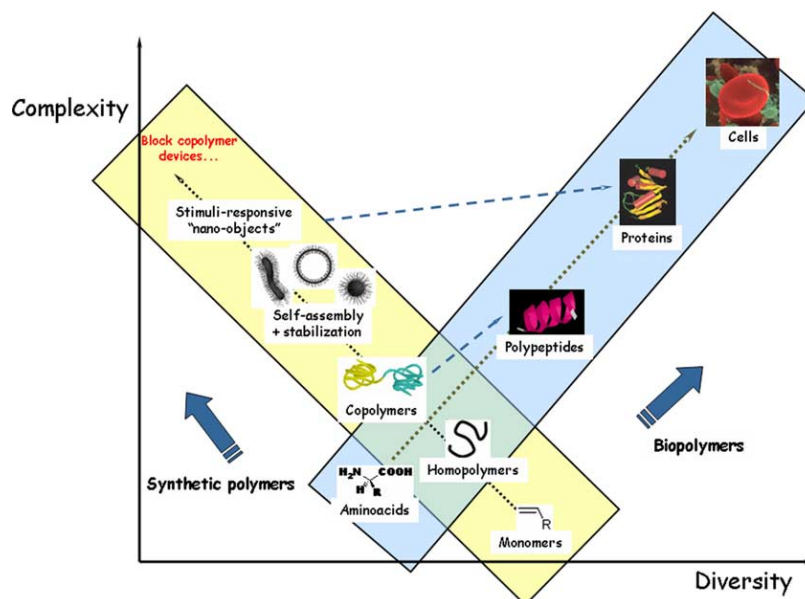 Complexity
Block copolymer
devices...
Cells
Stimuli-responsive
"nano-objects"
Proteins
Self-assembly
+ stabilization
Polypeptides
Copolymers
Biopolymers
Homopolymers
Synthetic polymers
H₂N COOH
H R
Aminoacids
R
Monomers
Diversity